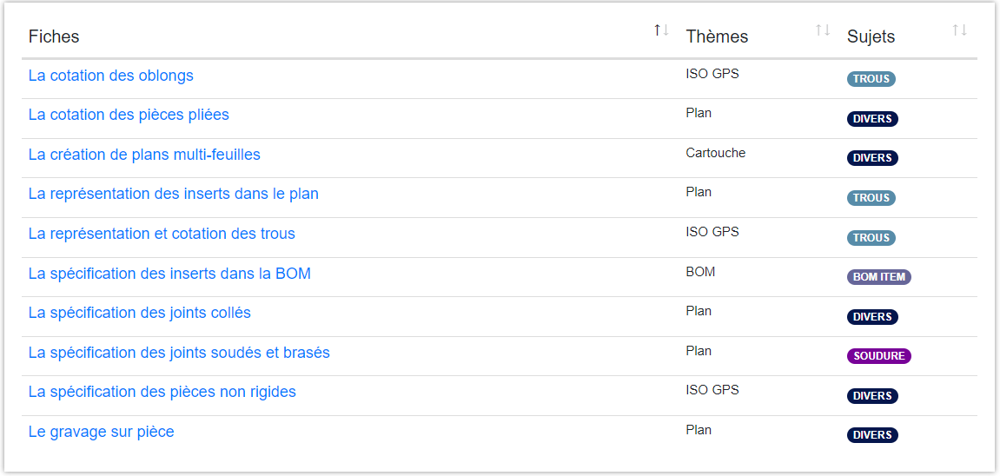 Fiches Thèmes Sujets
La cotation des oblongs ISO GPS TROUS
La cotation des pièces pliées Plan DIVERS
La création de plans multi-feuilles Cartouche DIVERS
La représentation des inserts dans le plan Plan TROUS
La représentation et cotation des trous ISO GPS TROUS
La spécification des inserts dans la BOM BOM BOM ITEM
La spécification des joints collés Plan DIVERS
La spécification des joints soudés et brasés Plan SOUDURE
La spécification des pièces non rigides ISO GPS DIVERS
Le gravage sur pièce Plan DIVERS